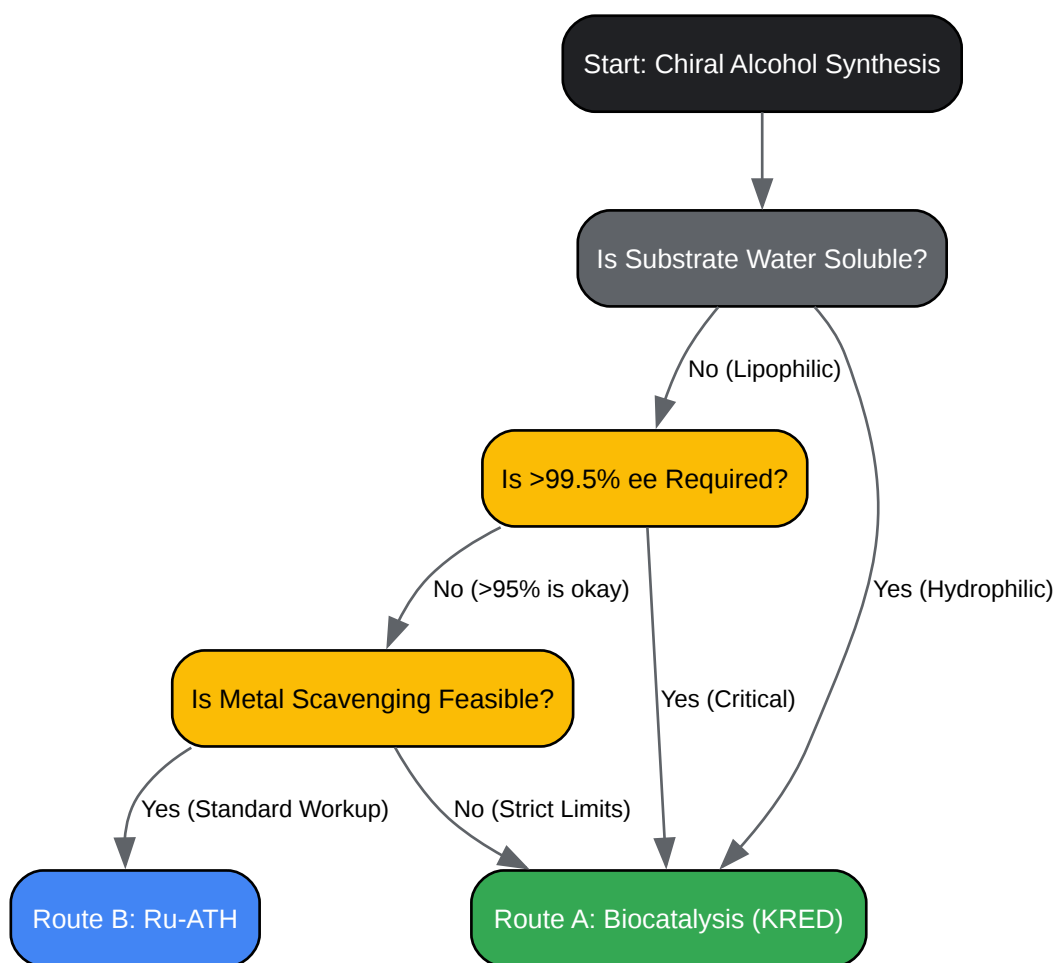 Start: Chiral Alcohol Synthesis
Is Substrate Water Soluble?
No (Lipophilic)
Is >99.5% ee Required?
No (>95% is okay)
Yes (Hydrophilic)
Is Metal Scavenging Feasible?
Yes (Critical)
Yes (Standard Workup)
No (Strict Limits)
Route B: Ru-ATH
Route A: Biocatalysis (KRED)